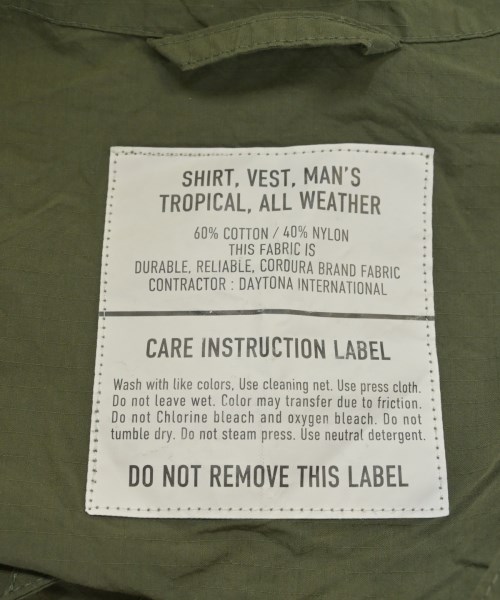 SHIRT, VEST, MAN'S
TROPICAL, ALL WEATHER
60% COTTON / 40% NYLON
THIS FABRIC IS
DURABLE, RELIABLE, CORDURA BRAND FABRIC
CONTRACTOR : DAYTONA INTERNATIONAL
CARE INSTRUCTION LABEL
Wash with like colors, Use cleaning net. Use press cloth.
Do not leave wet. Color may transfer due to friction.
Do not Chlorine bleach and oxygen bleach. Do not
tumble dry. Do not steam press. Use neutral detergent.
DO NOT REMOVE THIS LABEL